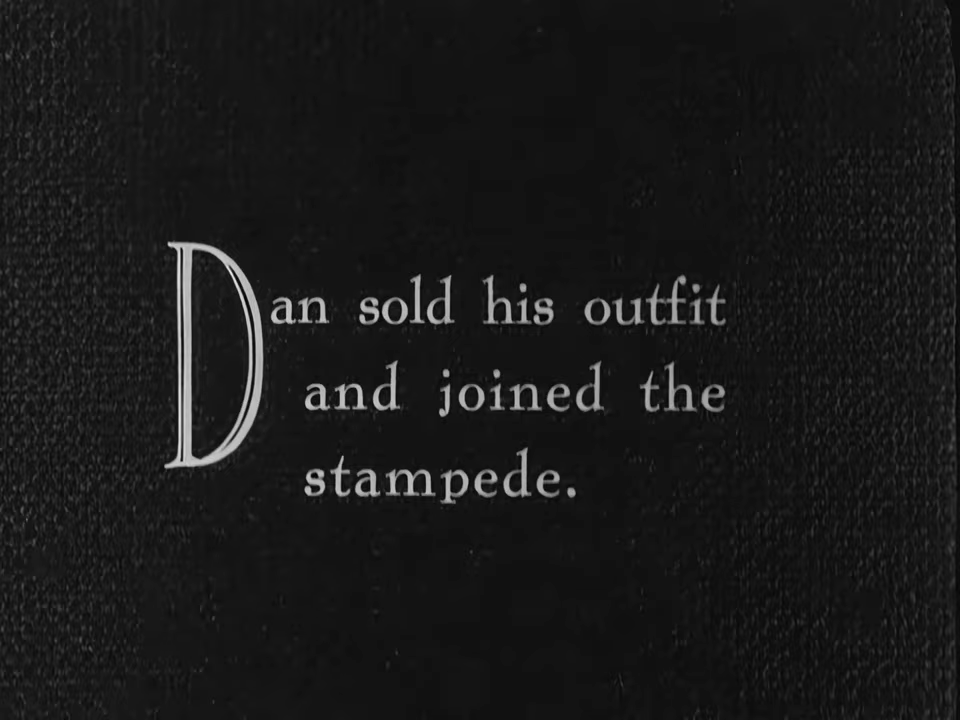 Dan sold his outfit
and joined the
stampede.